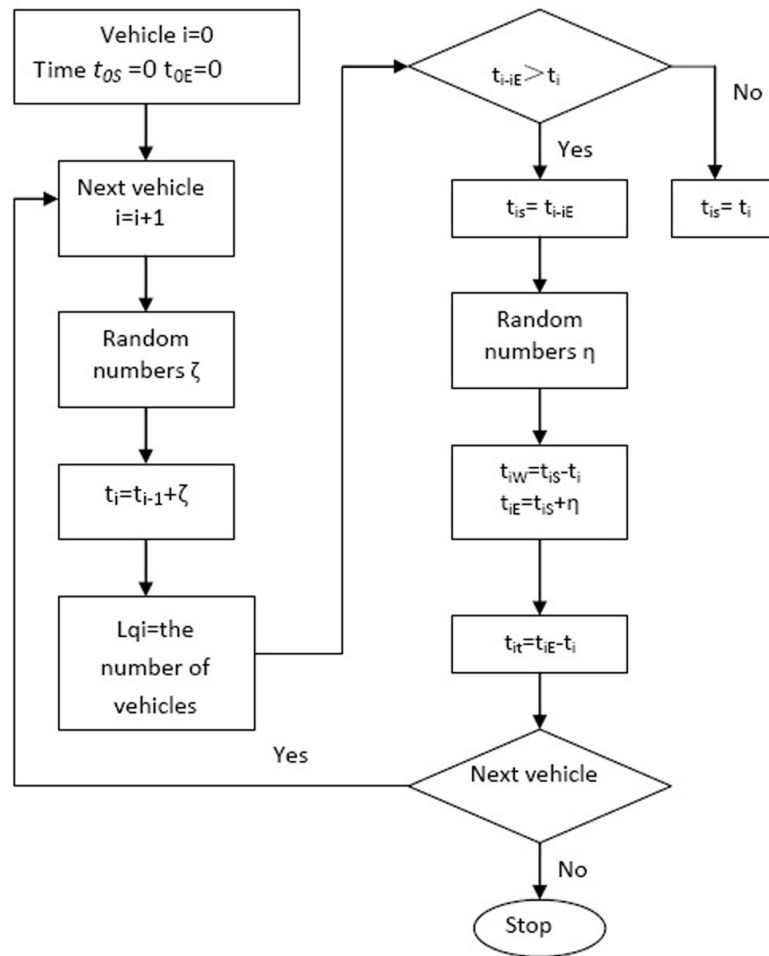 Vehicle i=0
Time t₀S =0 t₀E=0
Next vehicle
i=i+1
Random
numbers ζ
tᵢ=tᵢ₋₁+ζ
Lqi=the
number of
vehicles
tᵢ₋ᵢE＞tᵢ
No
Yes
tᵢₛ= tᵢ₋ᵢE
tᵢₛ= tᵢ
Random
numbers η
tᵢW=tᵢS-tᵢ
tᵢE=tᵢS+η
tᵢₜ=tᵢE-tᵢ
Next vehicle
Yes
No
Stop